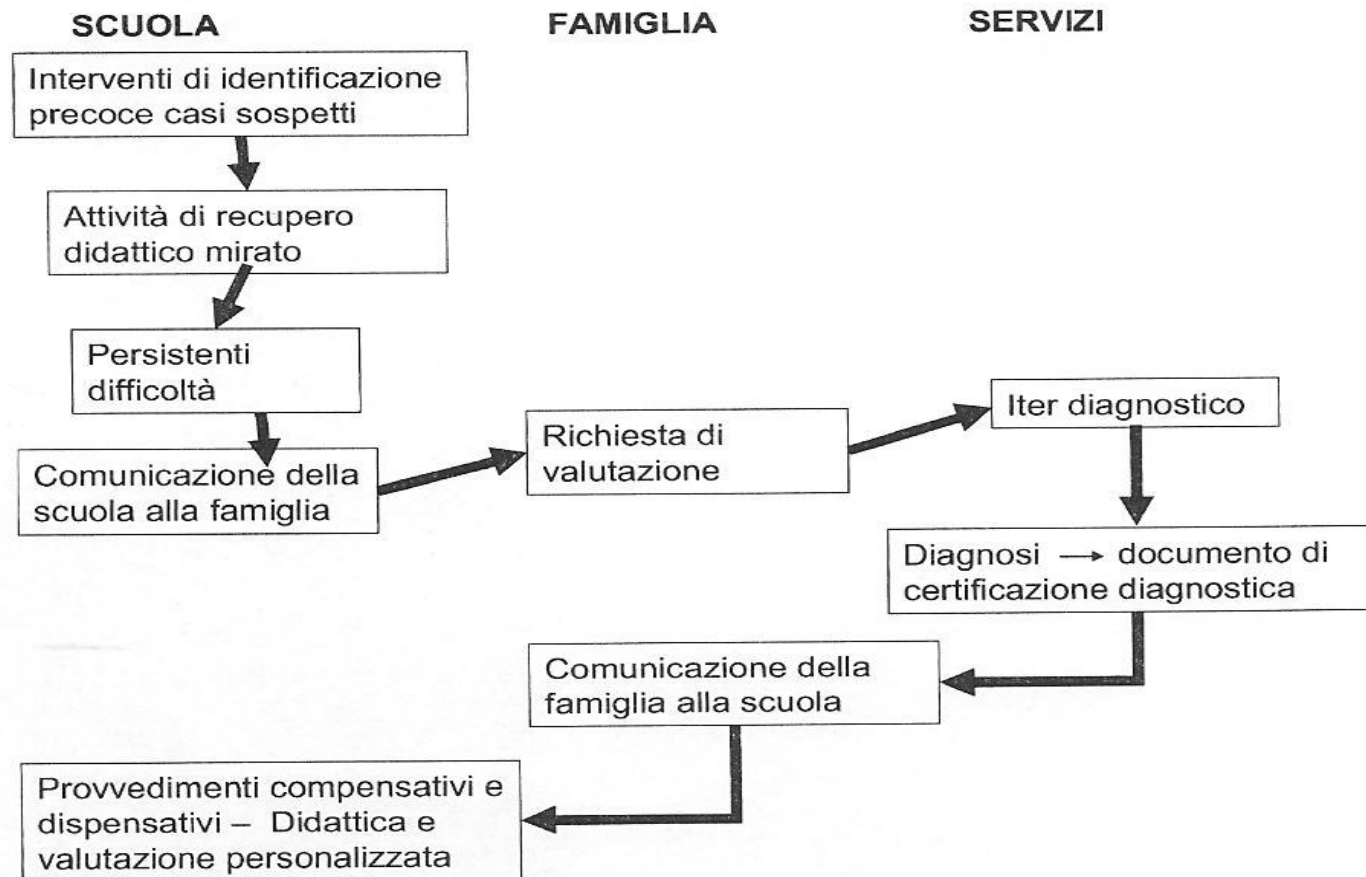 SCUOLA
FAMIGLIA
SERVIZI
Interventi di identificazione
precoce casi sospetti
Attività di recupero
didattico mirato
Persistenti
difficoltà
Comunicazione della
scuola alla famiglia
Richiesta di
valutazione
Iter diagnostico
Diagnosi → documento di
certificazione diagnostica
Comunicazione della
famiglia alla scuola
Provvedimenti compensativi e
dispensativi – Didattica e
valutazione personalizzata